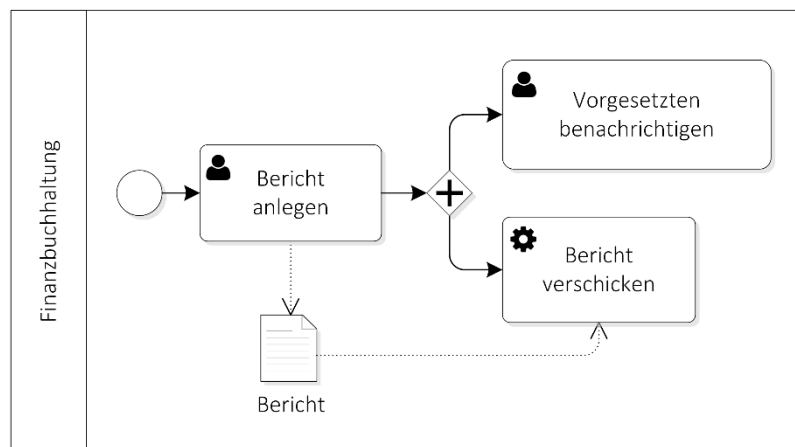 Finanzbuchhaltung
Bericht
anlegen
Vorgesetzten
benachrichtigen
Bericht
verschicken
Bericht